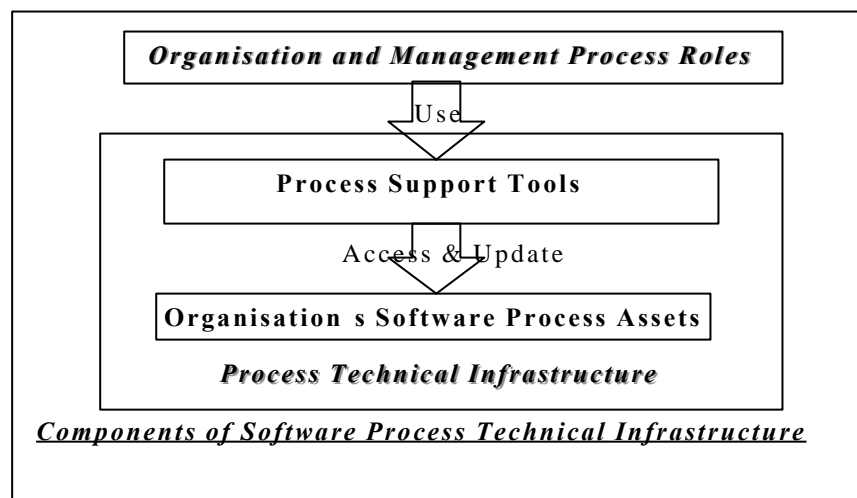 Organisation and Management Process Roles
Use
Process Support Tools
Access & Update
Organisation s Software Process Assets
Process Technical Infrastructure
Components of Software Process Technical Infrastructure